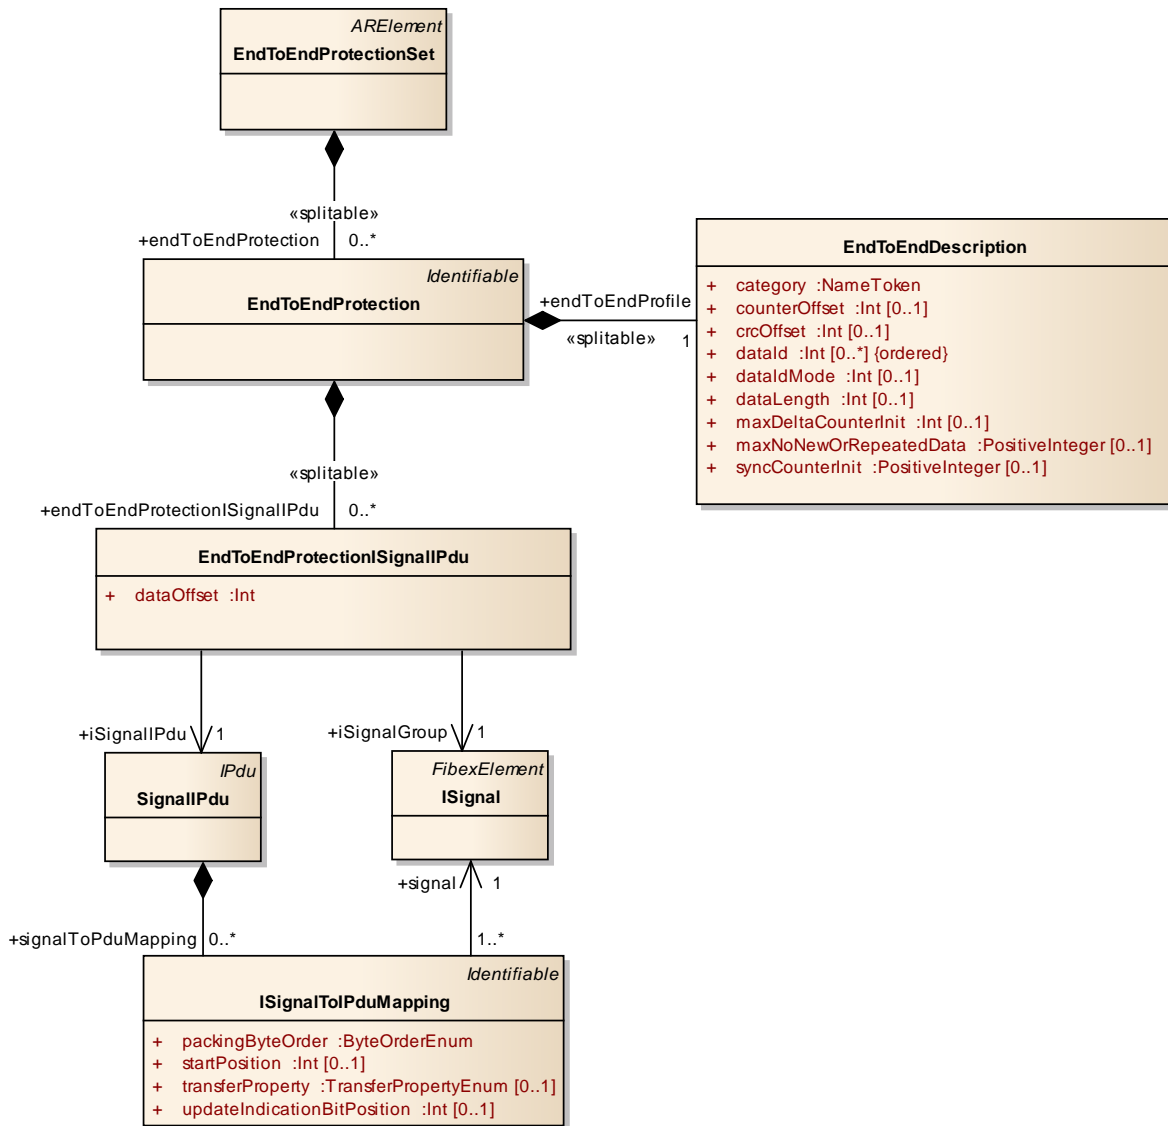 ARElement
EndToEndProtectionSet
«splitable»
+endToEndProtection 0..*
Identifiable
EndToEndProtection
+endToEndProfile
«splitable» 1
EndToEndDescription
+ category :NameToken
+ counterOffset :Int [0..1]
+ crcOffset :Int [0..1]
+ dataId :Int [0..*] {ordered}
+ dataIdMode :Int [0..1]
+ dataLength :Int [0..1]
+ maxDeltaCounterInit :Int [0..1]
+ maxNoNewOrRepeatedData :PositiveInteger [0..1]
+ syncCounterInit :PositiveInteger [0..1]
«splitable»
+endToEndProtectionISignalIPdu 0..*
EndToEndProtectionISignalIPdu
+ dataOffset :Int
+iSignalIPdu 1
+iSignalGroup 1
IPdu
SignalIPdu
FibexElement
ISignal
+signal 1
+signalToPduMapping 0..*
1..*
Identifiable
ISignalToIPduMapping
+ packingByteOrder :ByteOrderEnum
+ startPosition :Int [0..1]
+ transferProperty :TransferPropertyEnum [0..1]
+ updateIndicationBitPosition :Int [0..1]